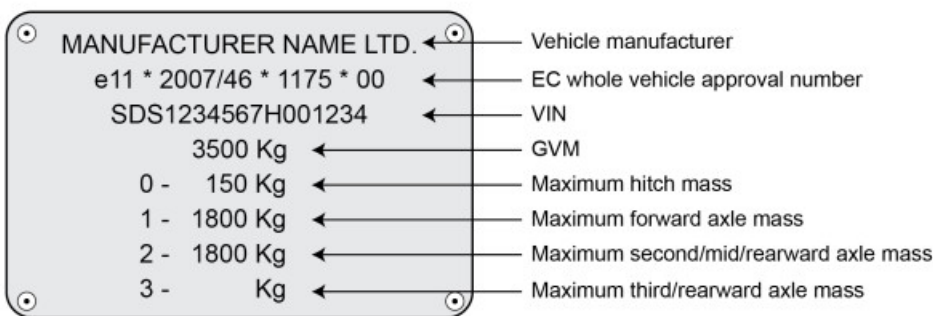 MANUFACTURER NAME LTD. Vehicle manufacturer
e11 * 2007/46 * 1175 * 00 EC whole vehicle approval number
SDS1234567H001234 VIN
3500 Kg GVM
0 - 150 Kg Maximum hitch mass
1 - 1800 Kg Maximum forward axle mass
2 - 1800 Kg Maximum second/mid/rearward axle mass
3 - Kg Maximum third/rearward axle mass